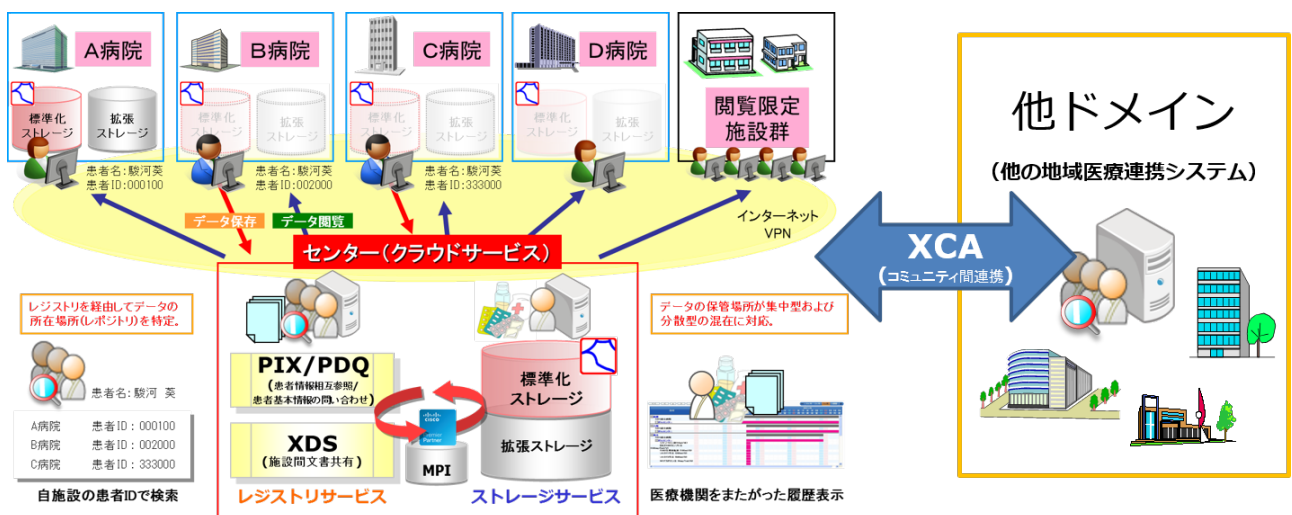 A病院
B病院
C病院
D病院
標準化
ストレージ
拡張
ストレージ
標準化
ストレージ
拡張
ストレージ
標準化
ストレージ
拡張
ストレージ
標準化
ストレージ
拡張
ストレージ
閲覧限定
施設群
患者名:駿河葵
患者ID:000100
患者名:駿河葵
患者ID:002000
患者名:駿河葵
患者ID:333000
データ保存
データ閲覧
インターネット
VPN
センター(クラウドサービス)
レジストリを経由してデータの
所在場所(レポジトリ)を特定。
患者名:駿河 葵
A病院 患者ID:000100
B病院 患者ID:002000
C病院 患者ID:333000
自施設の患者IDで検索
PIX/PDQ
(患者情報相互参照/
患者基本情報の問い合わせ)
XDS
(施設間文書共有)
レジストリサービス
CISCO
Partner
MPI
標準化
ストレージ
拡張ストレージ
ストレージサービス
データの保管場所が集中型および
分散型の混在に対応。
医療機関をまたがった履歴表示
XCA
(コミュニティ間連携)
他ドメイン
(他の地域医療連携システム)